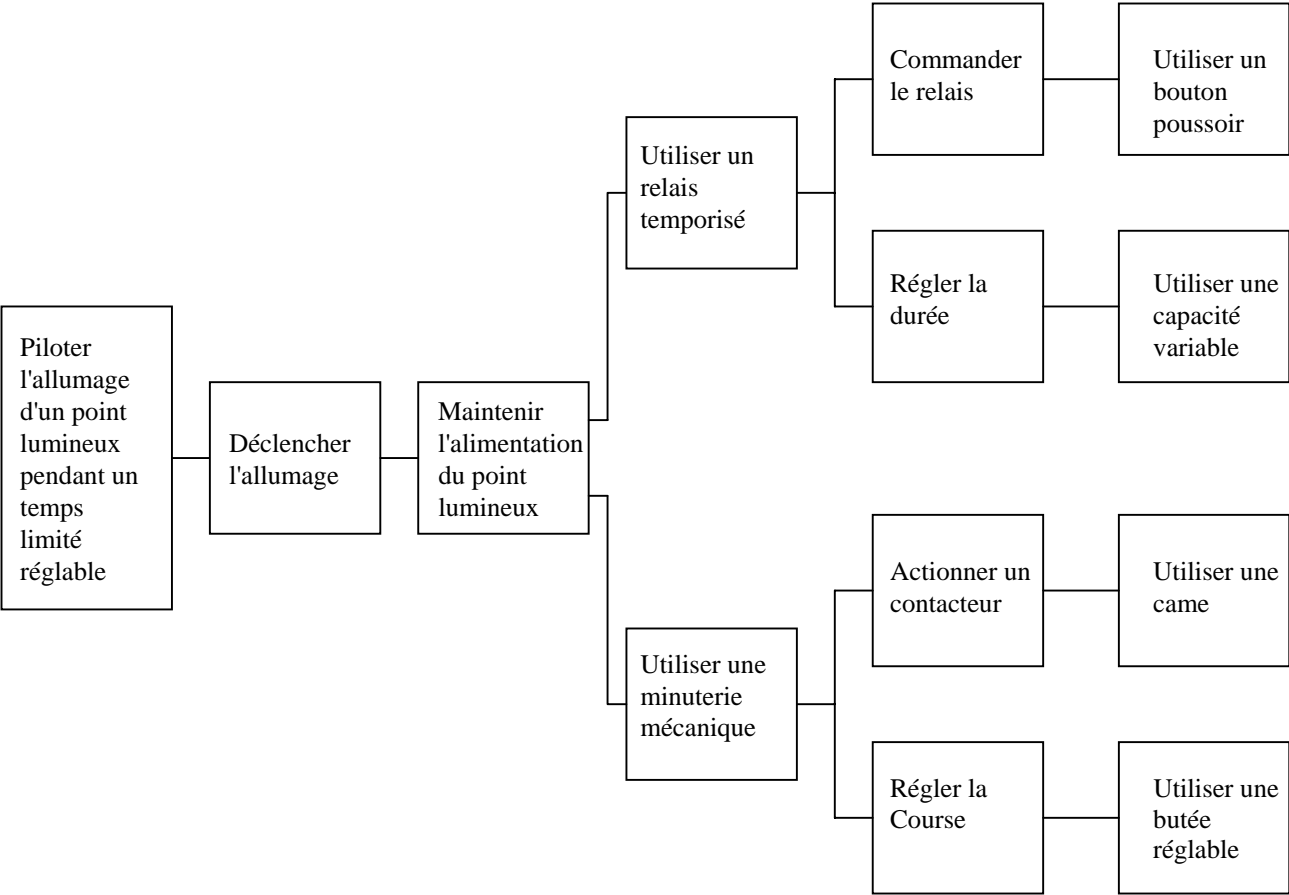 Piloter
l'allumage
d'un point
lumineux
pendant un
temps
limité
réglable
Déclencher
l'allumage
Maintenir
l'alimentation
du point
lumineux
Utiliser un
relais
temporisé
Commander
le relais
Utiliser un
bouton
poussoir
Régler la
durée
Utiliser une
capacité
variable
Utiliser une
minuterie
mécanique
Actionner un
contacteur
Utiliser une
came
Régler la
Course
Utiliser une
butée
réglable